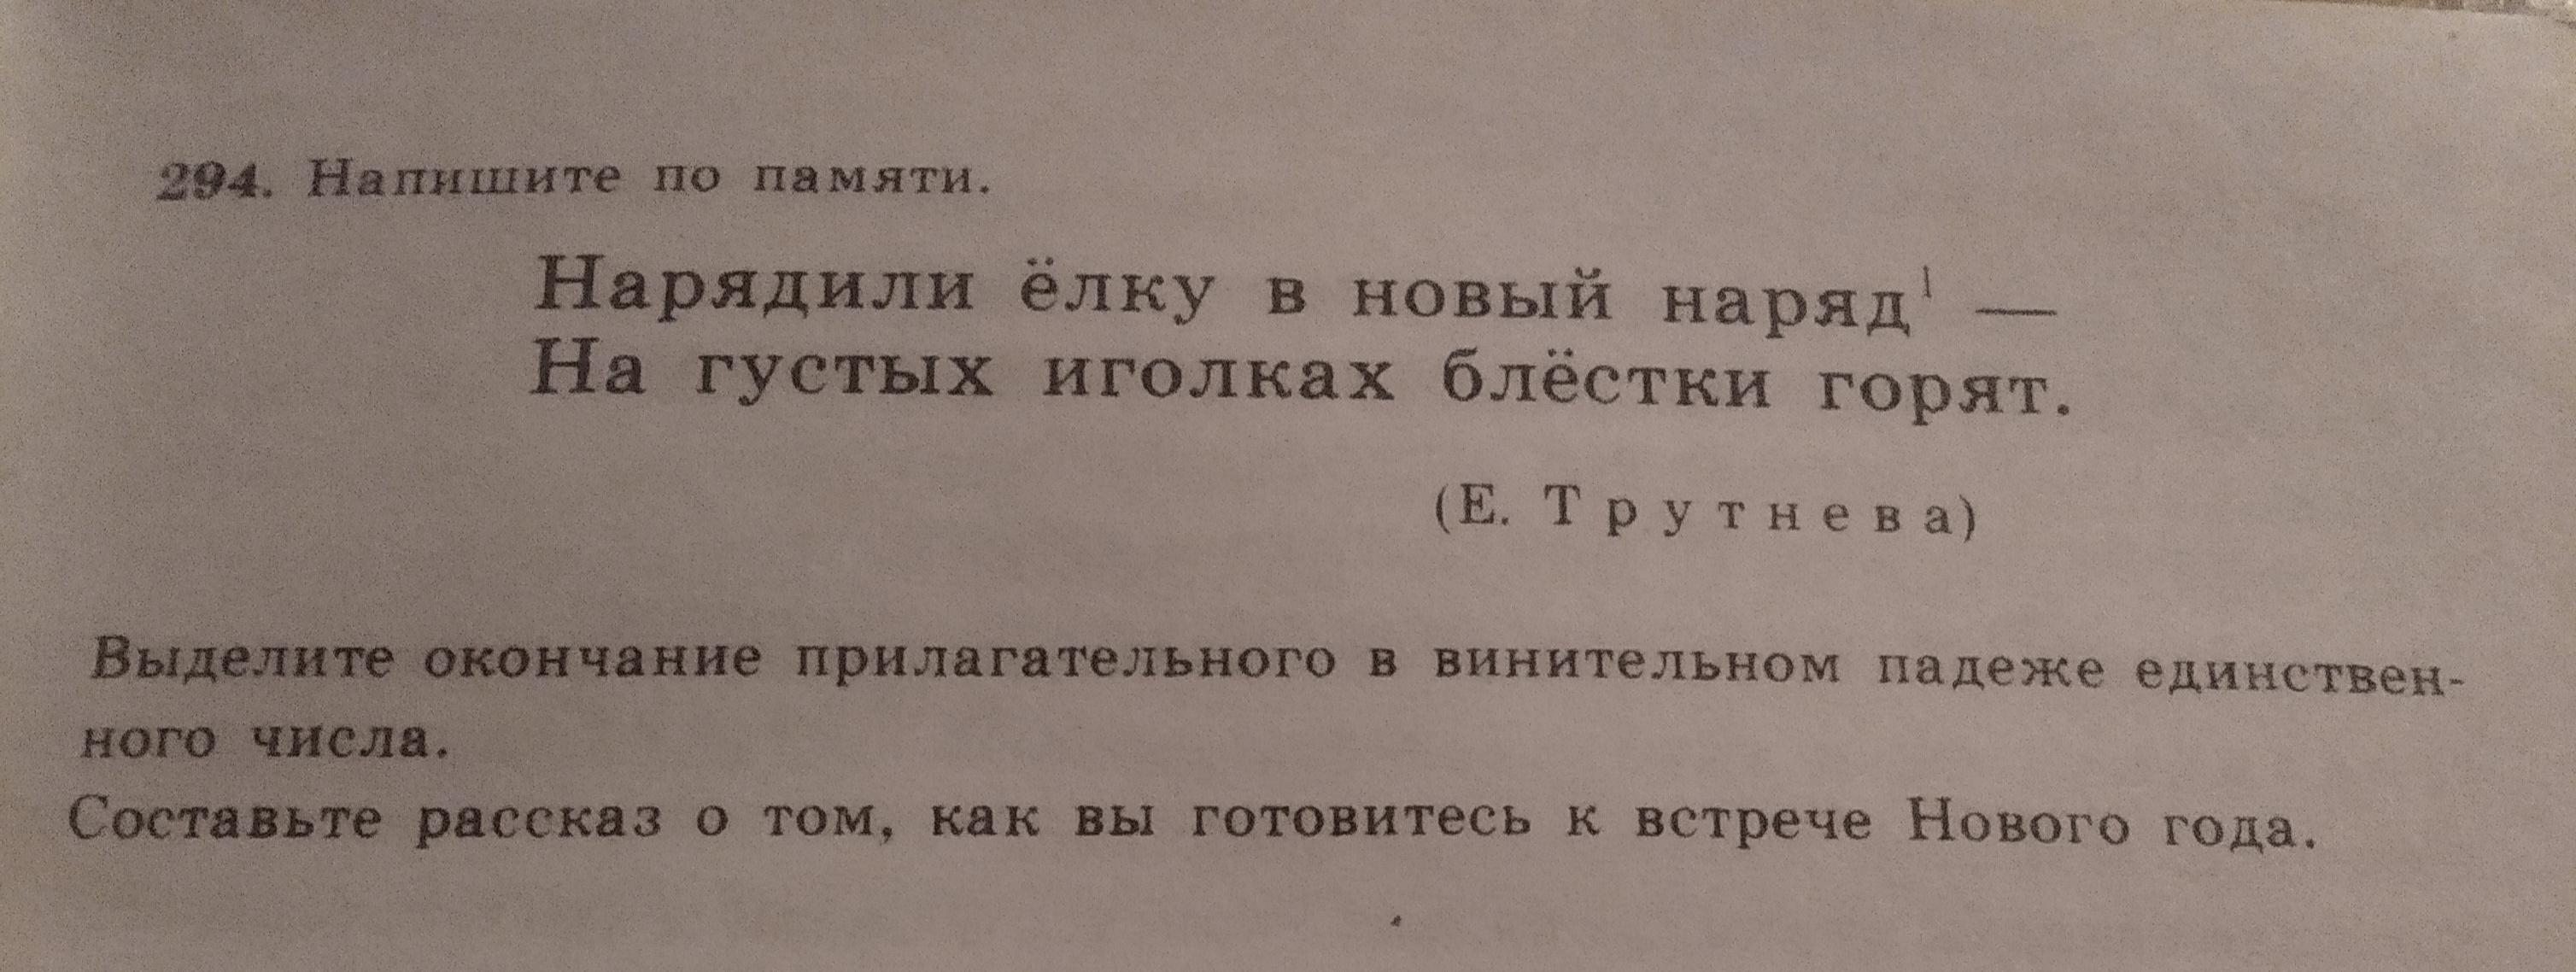 294. Напишите по памяти.
Нарядили ёлку в новый наряд¹ —
На густых иголках блёстки горят.
(Е. Трутнева)
Выделите окончание прилагательного в винительном падеже единствен-
ного числа.
Составьте рассказ о том, как вы готовитесь к встрече Нового года.